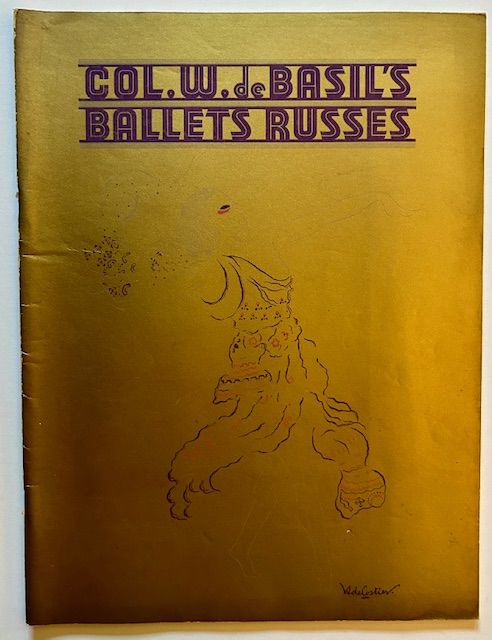 COL. W. de BASIL'S
BALLETS RUSSES